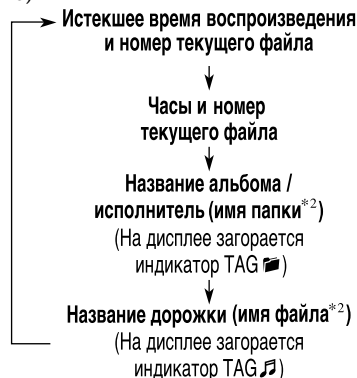 Истекшее время воспроизведения
и номер текущего файла
Часы и номер
текущего файла
Название альбома /
исполнитель (имя папки*2)
(На дисплее загорается
индикатор TAG)
Название дорожки (имя файла*2)
(На дисплее загорается
индикатор TAG)